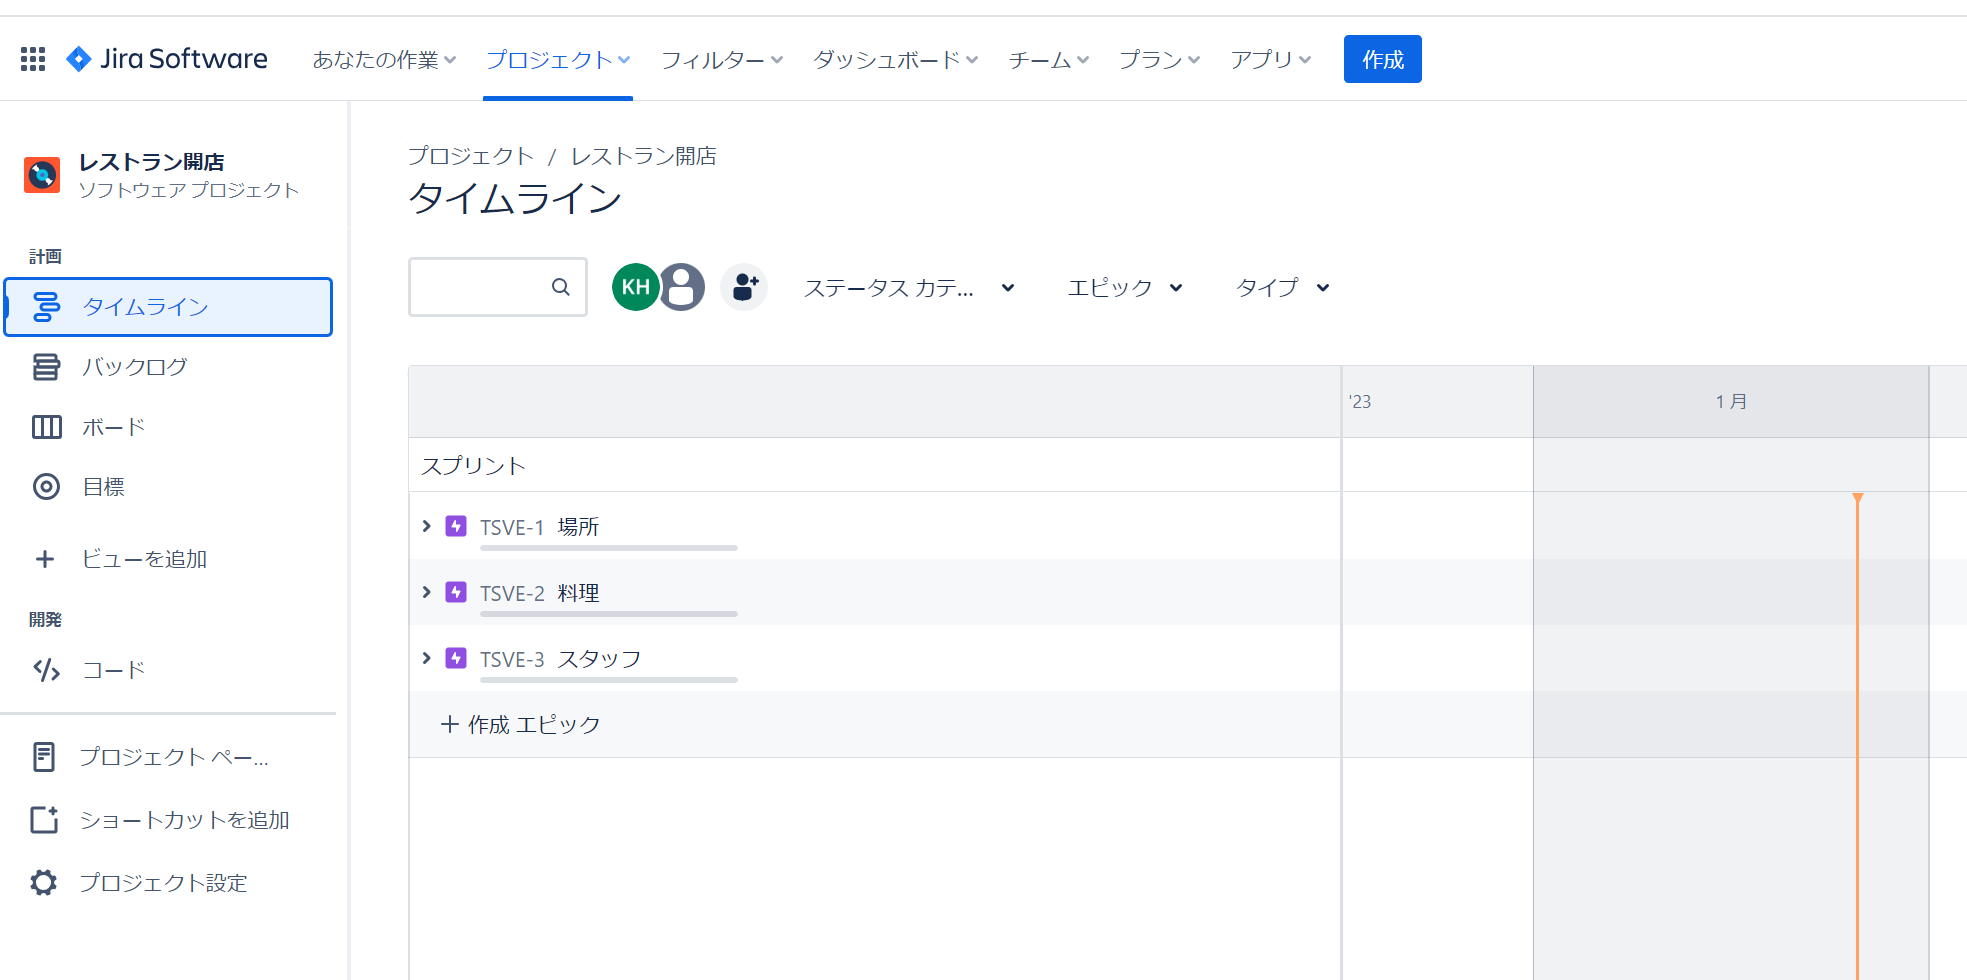 Jira Software あなたの作業 プロジェクト フィルター ダッシュボード チーム プラン アプリ 作成
レストラン開店
ソフトウェア プロジェクト
計画
タイムライン
バックログ
ボード
目標
ビューを追加
開発
コード
プロジェクト ペー...
ショートカットを追加
プロジェクト設定
プロジェクト / レストラン開店
タイムライン
KH ステータス カテ... エピック タイプ
'23 1 月
スプリント
TSVE-1 場所
TSVE-2 料理
TSVE-3 スタッフ
作成 エピック